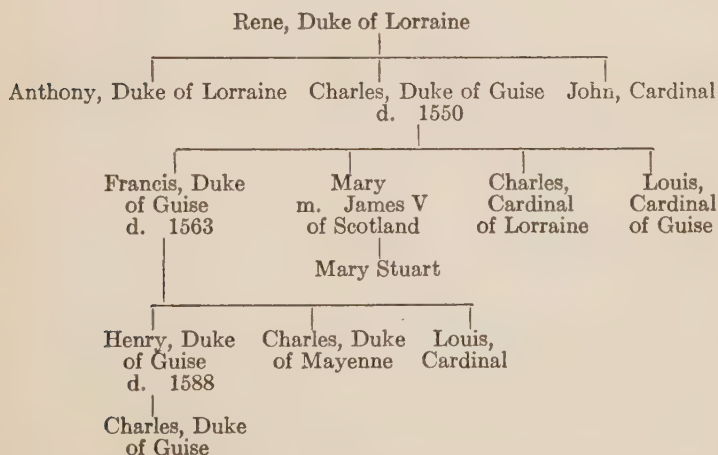 Rene, Duke of Lorraine
Anthony, Duke of Lorraine Charles, Duke of Guise John, Cardinal
d. 1550
Francis, Duke Mary Charles, Louis,
of Guise m. James V Cardinal Cardinal
d. 1563 of Scotland of Lorraine of Guise
Mary Stuart
Henry, Duke Charles, Duke Louis,
of Guise of Mayenne Cardinal
d. 1588
Charles, Duke
of Guise